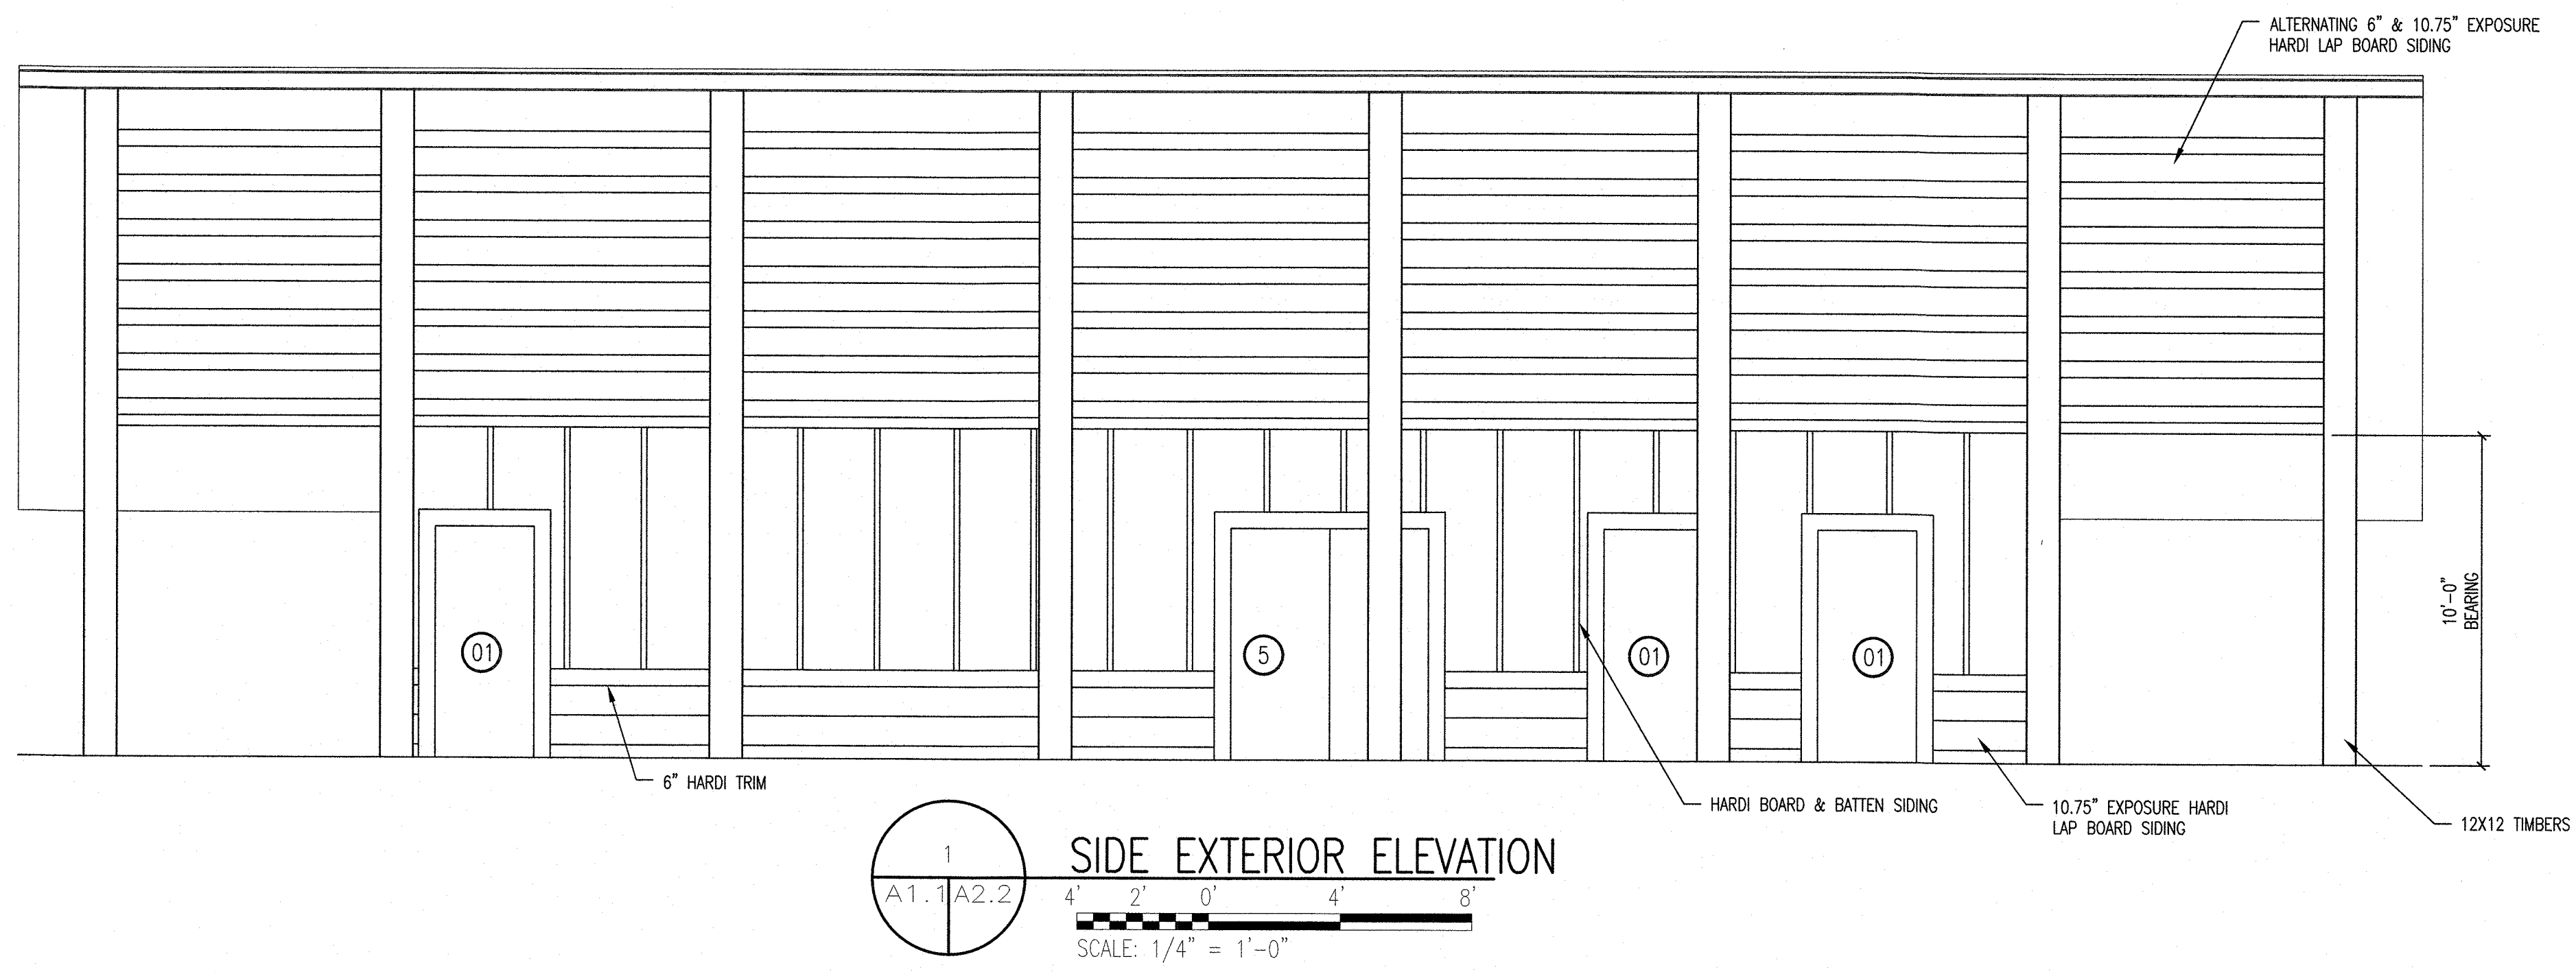 ALTERNATING 6" & 10.75" EXPOSURE
HARDI LAP BOARD SIDING
10'-0"
BEARING
01
5
01
01
6" HARDI TRIM
HARDI BOARD & BATTEN SIDING
10.75" EXPOSURE HARDI
LAP BOARD SIDING
12X12 TIMBERS
1
A1.1 A2.2
SIDE EXTERIOR ELEVATION
4' 2' 0' 4' 8'
SCALE: 1/4" = 1'-0"